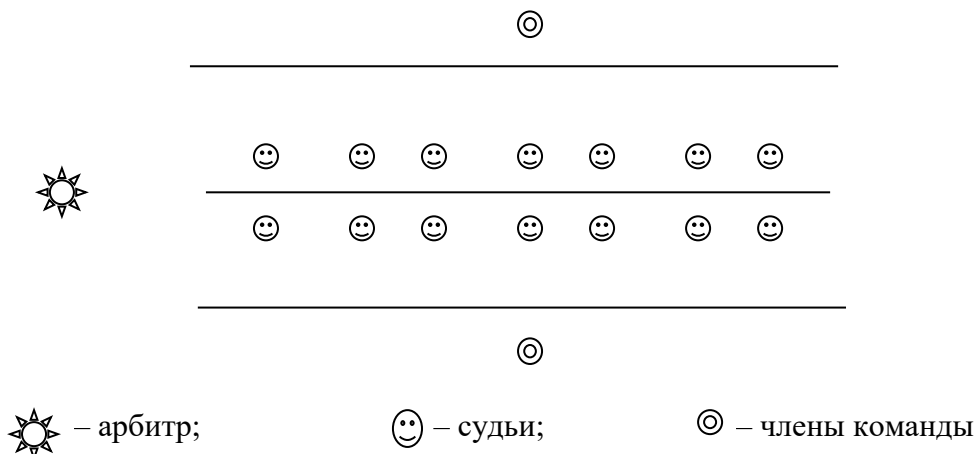 – арбитр; – судьи; – члены команды